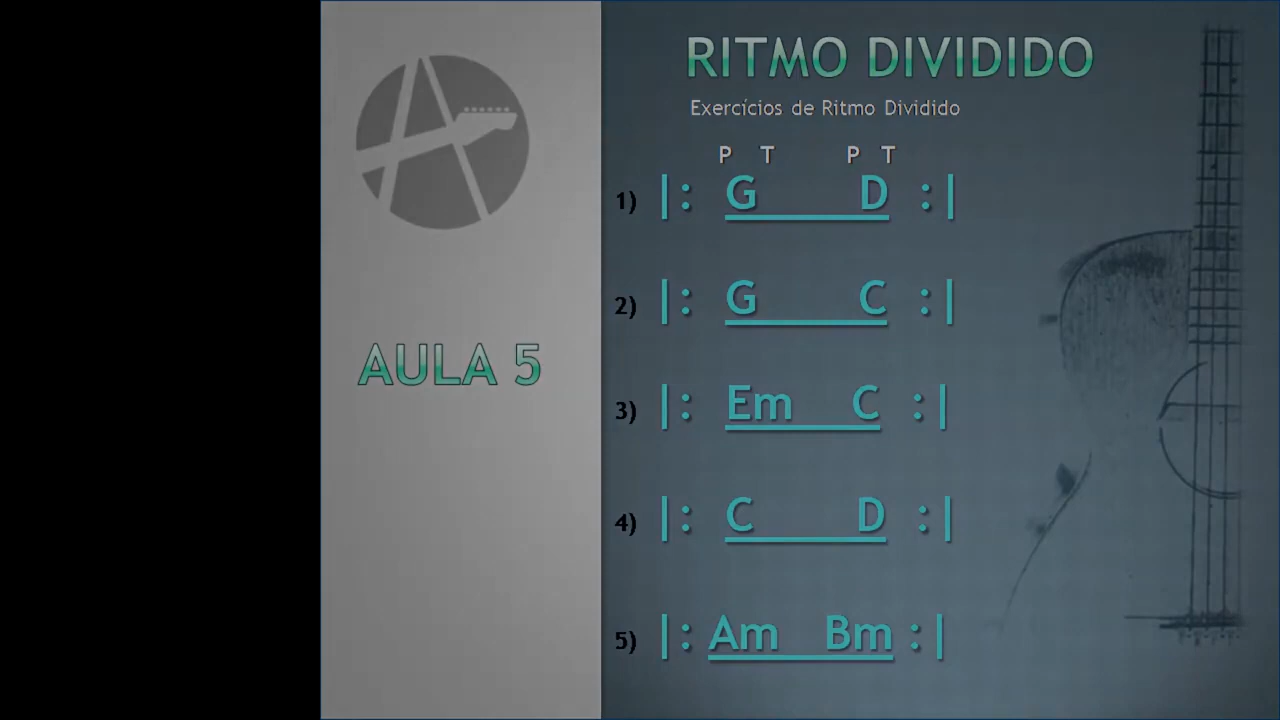 RITMO DIVIDIDO
Exercícios de Ritmo Dividido
P T P T
1) |: G D :|
2) |: G C :|
AULA 5
3) |: Em C :|
4) |: C D :|
5) |: Am Bm :|